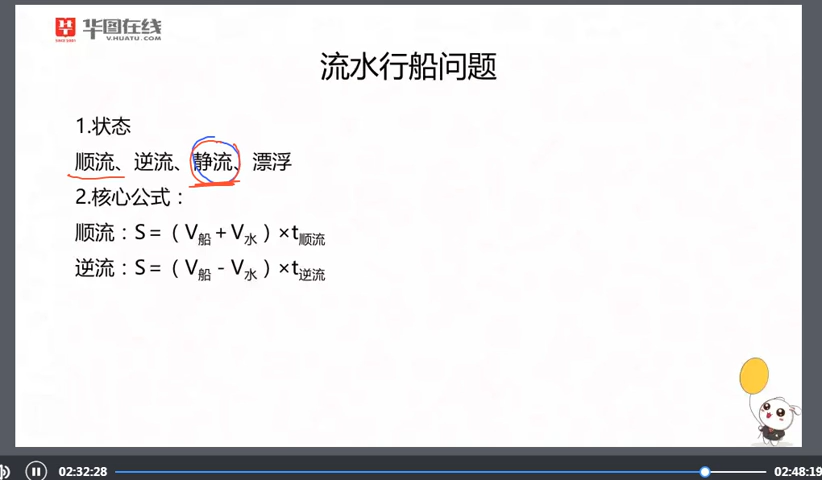 华图在线
V.HUATU.COM
流水行船问题
1.状态
顺流、逆流、静流、漂浮
2.核心公式：
顺流：S＝（V船＋V水）×t顺流
逆流：S＝（V船－V水）×t逆流
02:32:28
02:48:19